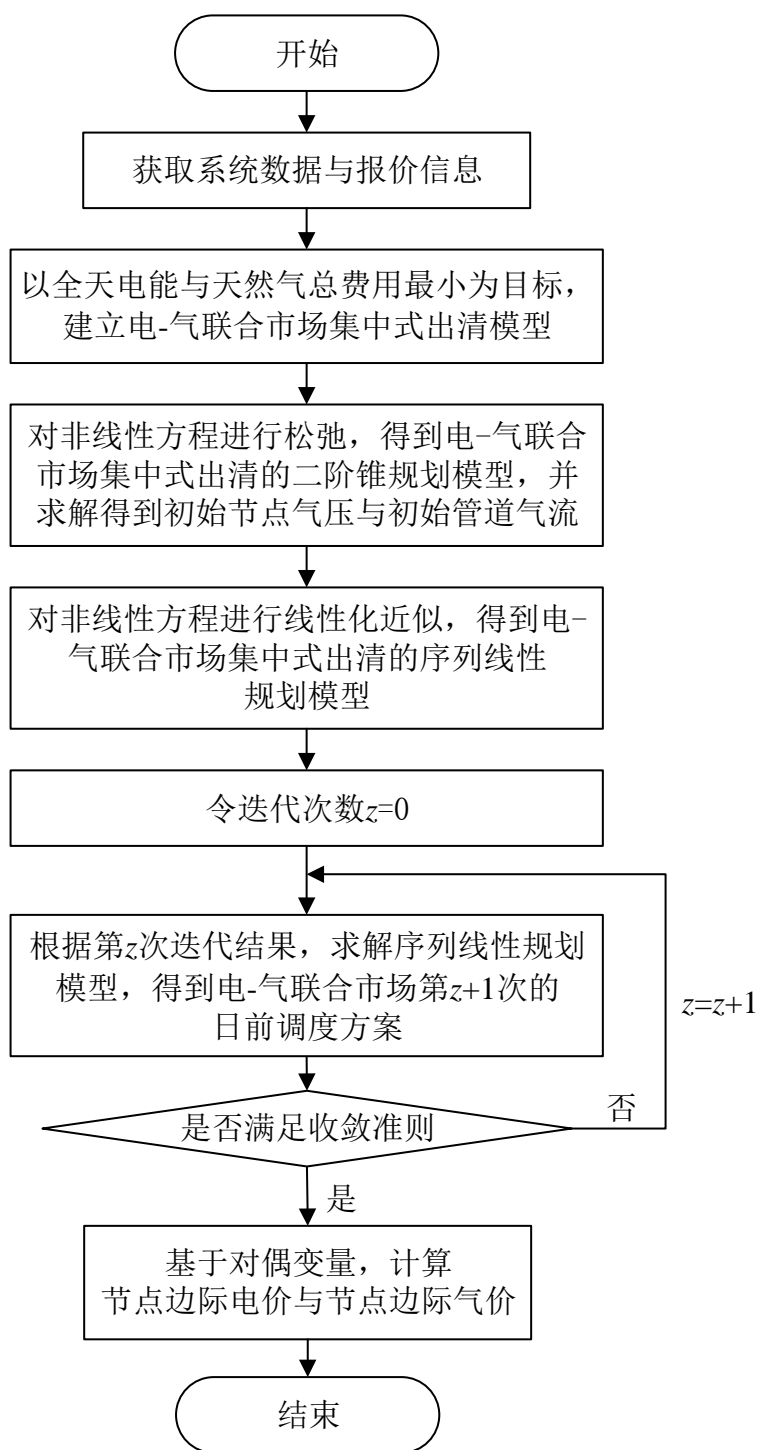 开始
获取系统数据与报价信息
以全天电能与天然气总费用最小为目标，
建立电-气联合市场集中式出清模型
对非线性方程进行松弛，得到电-气联合
市场集中式出清的二阶锥规划模型，并
求解得到初始节点气压与初始管道气流
对非线性方程进行线性化近似，得到电-
气联合市场集中式出清的序列线性
规划模型
令迭代次数z=0
根据第z次迭代结果，求解序列线性规划
模型，得到电-气联合市场第z+1次的
日前调度方案
z=z+1
是否满足收敛准则
否
是
基于对偶变量，计算
节点边际电价与节点边际气价
结束